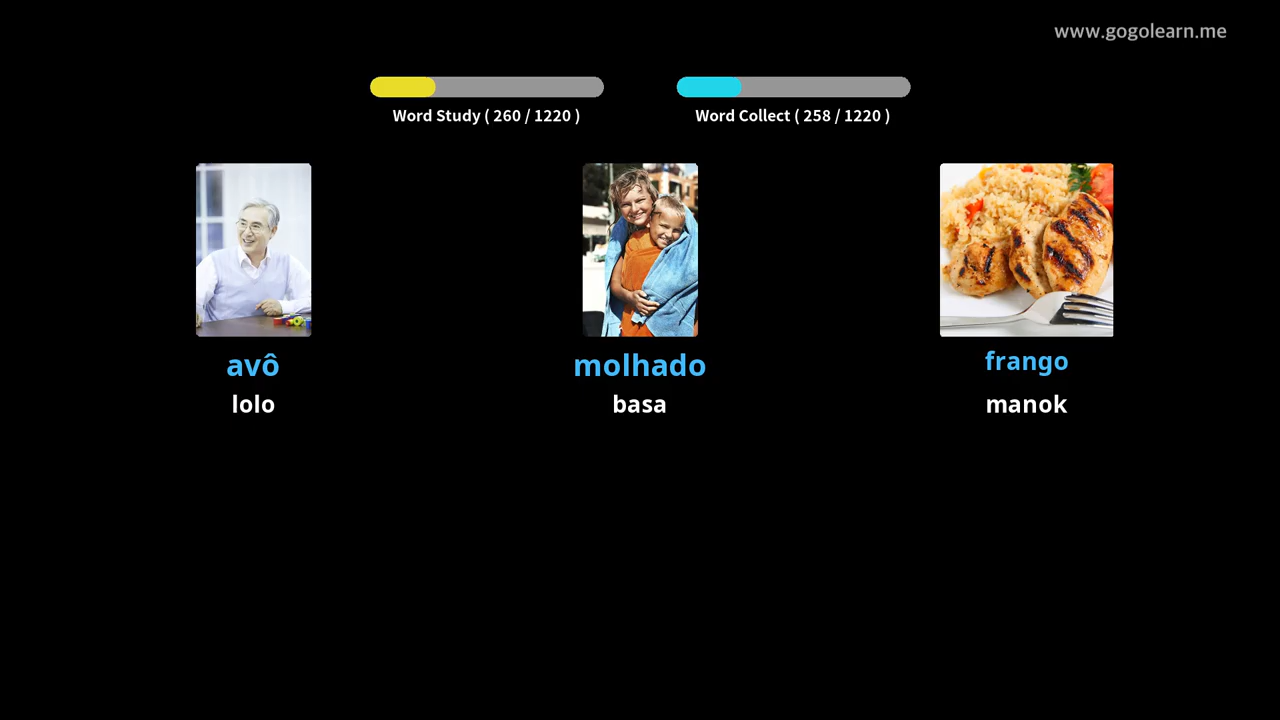 www.gogolearn.me
Word Study ( 260 / 1220 )
Word Collect ( 258 / 1220 )
avô
molhado
frango
lolo
basa
manok